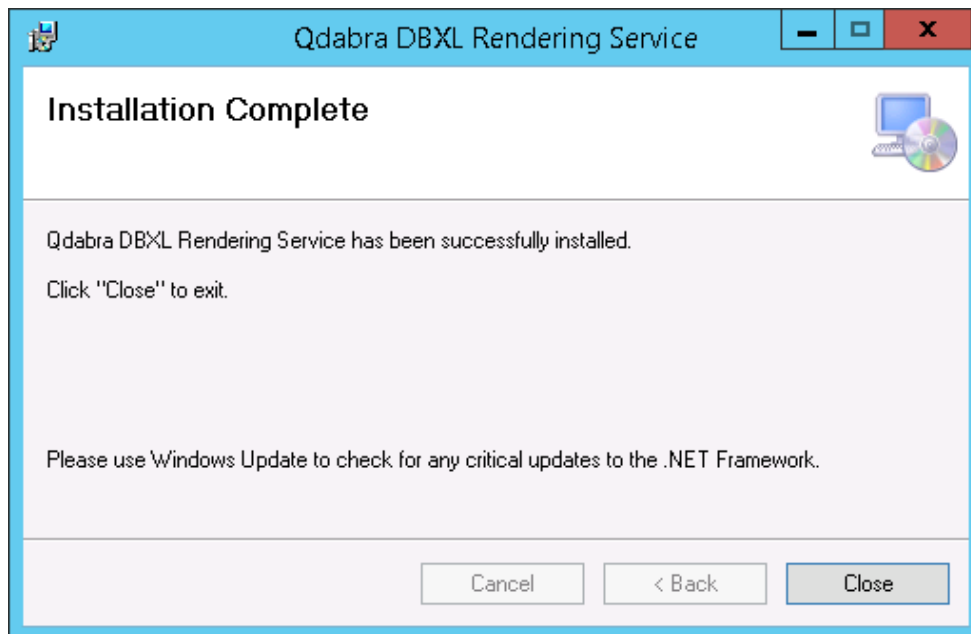 Qdabra DBXL Rendering Service
Installation Complete
Qdabra DBXL Rendering Service has been successfully installed.
Click "Close" to exit.
Please use Windows Update to check for any critical updates to the .NET Framework.
Cancel
< Back
Close